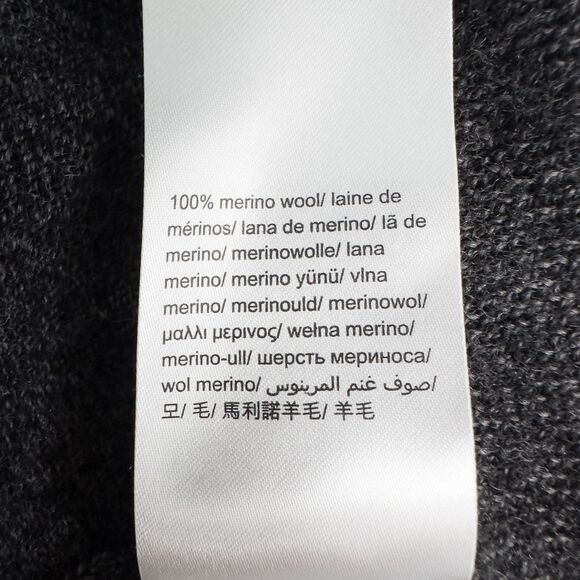 100% merino wool/ laine de
mérinos/ lana de merino/ lã de
merino/ merinowolle/ lana
merino/ merino yünü/ vlna
merino/ merinould/ merinowol/
μαλλι μερινος/ wełna merino/
merino-ull/ шерсть мериноса/
wol merino/ صوف غنم المرينوس/
모/ 毛/ 馬利諾羊毛/ 羊毛